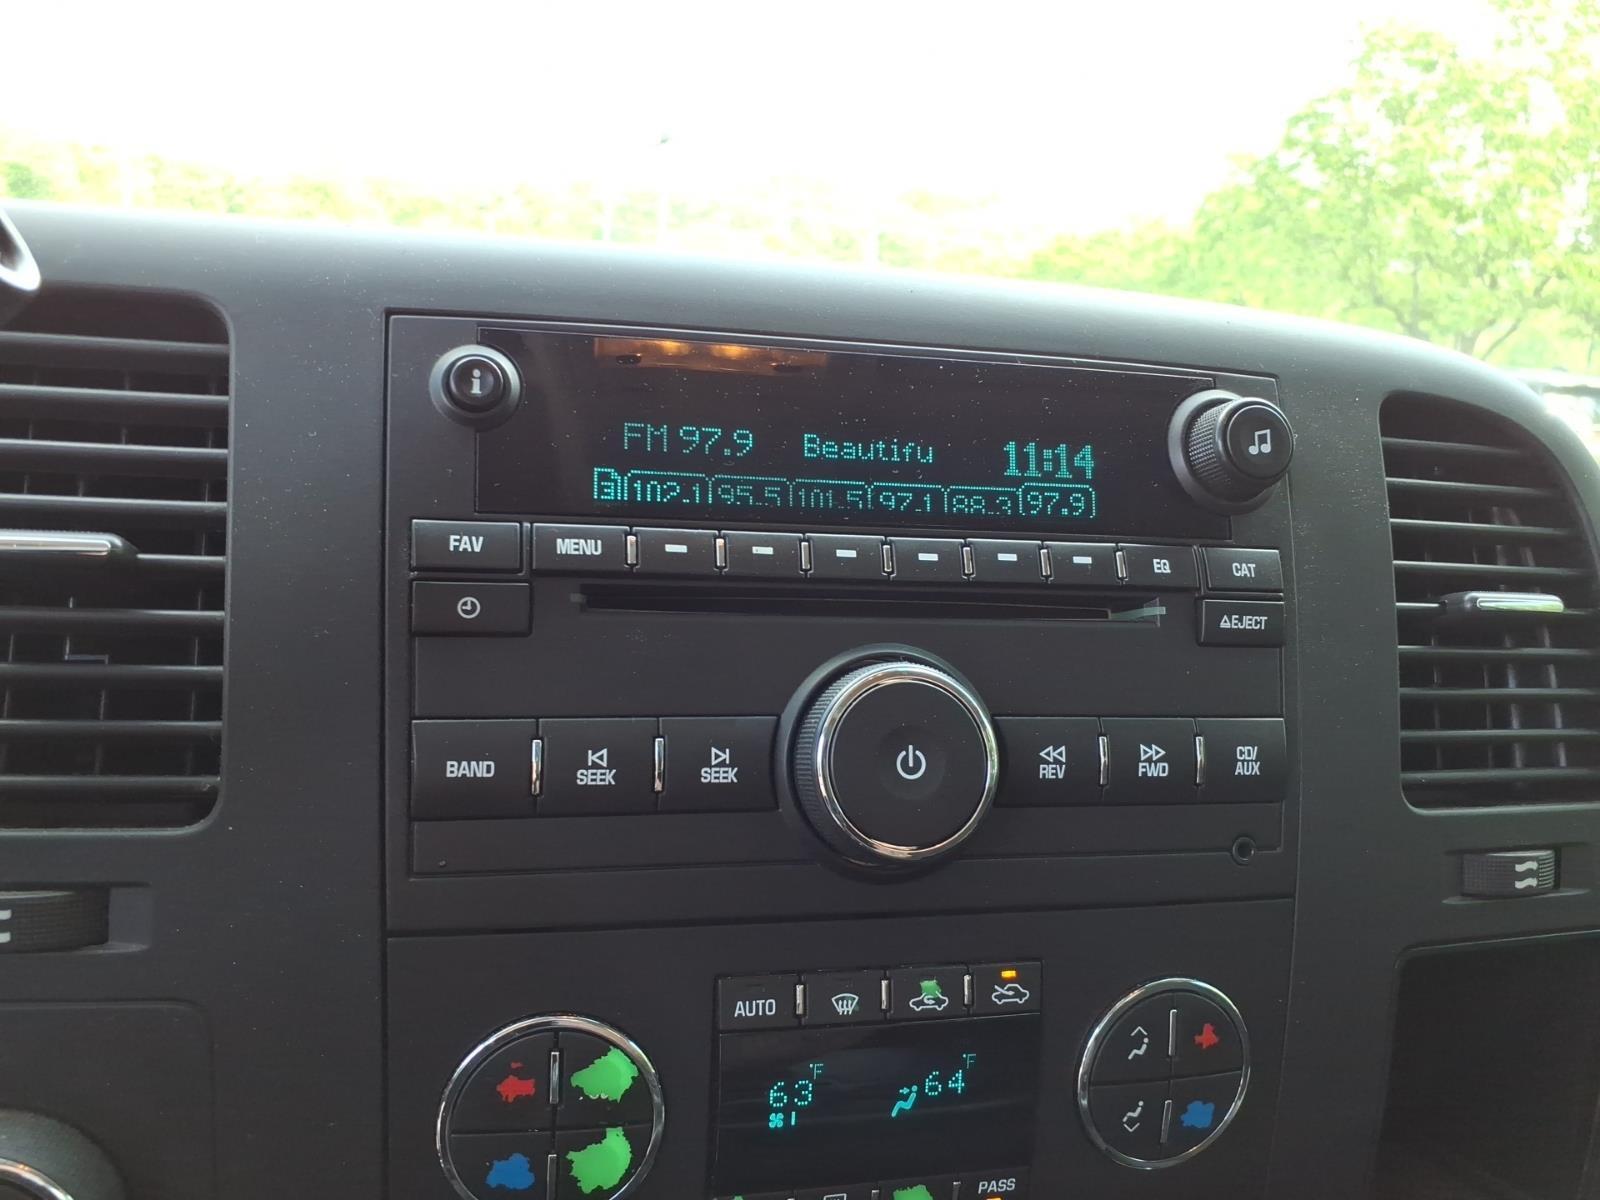 i
FM 97.9 Beautifu 11:14
3 102.1 95.5 101.5 97.1 88.3 97.9
FAV MENU EQ CAT
EJECT
BAND SEEK SEEK REV FWD CD/
AUX
AUTO
63°F 64°F
1
PASS